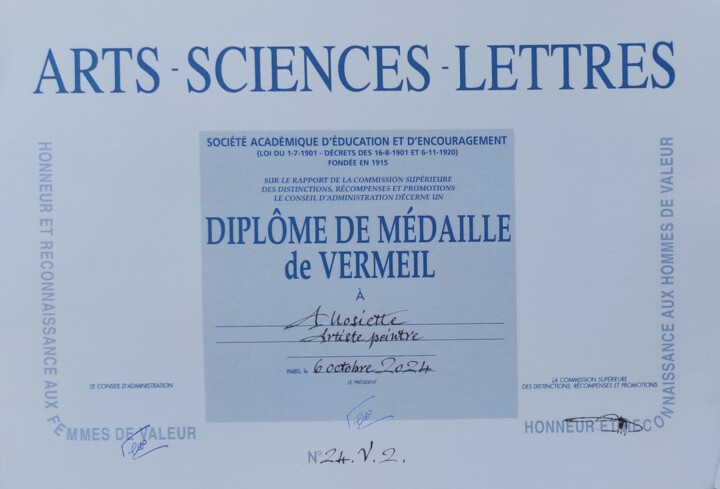 ARTS - SCIENCES - LETTRES
SOCIÉTÉ ACADÉMIQUE D'ÉDUCATION ET D'ENCOURAGEMENT
(LOI DU 1-7-1901 - DÉCRETS DES 16-8-1901 ET 6-11-1920)
FONDÉE EN 1915
SUR LE RAPPORT DE LA COMMISSION SUPÉRIEURE
DES DISTINCTIONS, RÉCOMPENSES ET PROMOTIONS
LE CONSEIL D'ADMINISTRATION DÉCERNE UN
DIPLÔME DE MÉDAILLE
de VERMEIL
À
Artiste peintre
PARIS, le 6 octobre 2024
LE PRÉSIDENT
LE CONSEIL D'ADMINISTRATION
LA COMMISSION SUPÉRIEURE
DES DISTINCTIONS, RÉCOMPENSES ET PROMOTIONS
HONNEUR ET RECONNAISSANCE AUX FEMMES DE VALEUR
HONNEUR ET RECONNAISSANCE AUX HOMMES DE VALEUR
N° 24.V.2.